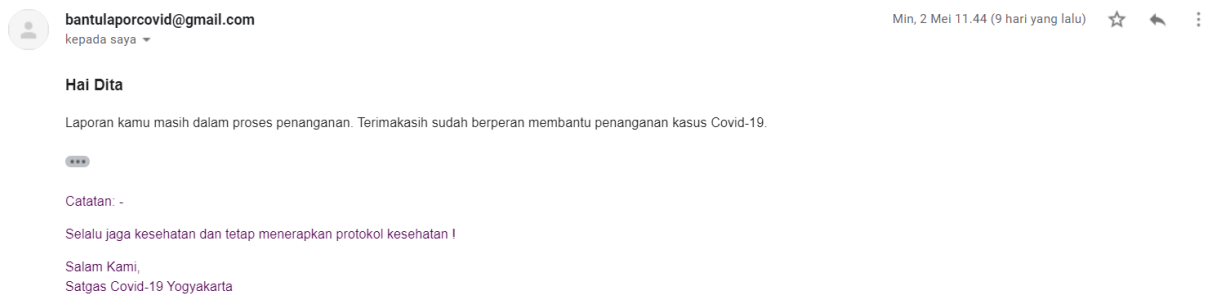 bantulaporcovid@gmail.com
Min, 2 Mei 11.44 (9 hari yang lalu)
kepada saya
Hai Dita
Laporan kamu masih dalam proses penanganan. Terimakasih sudah berperan membantu penanganan kasus Covid-19.
Catatan: -
Selalu jaga kesehatan dan tetap menerapkan protokol kesehatan !
Salam Kami,
Satgas Covid-19 Yogyakarta